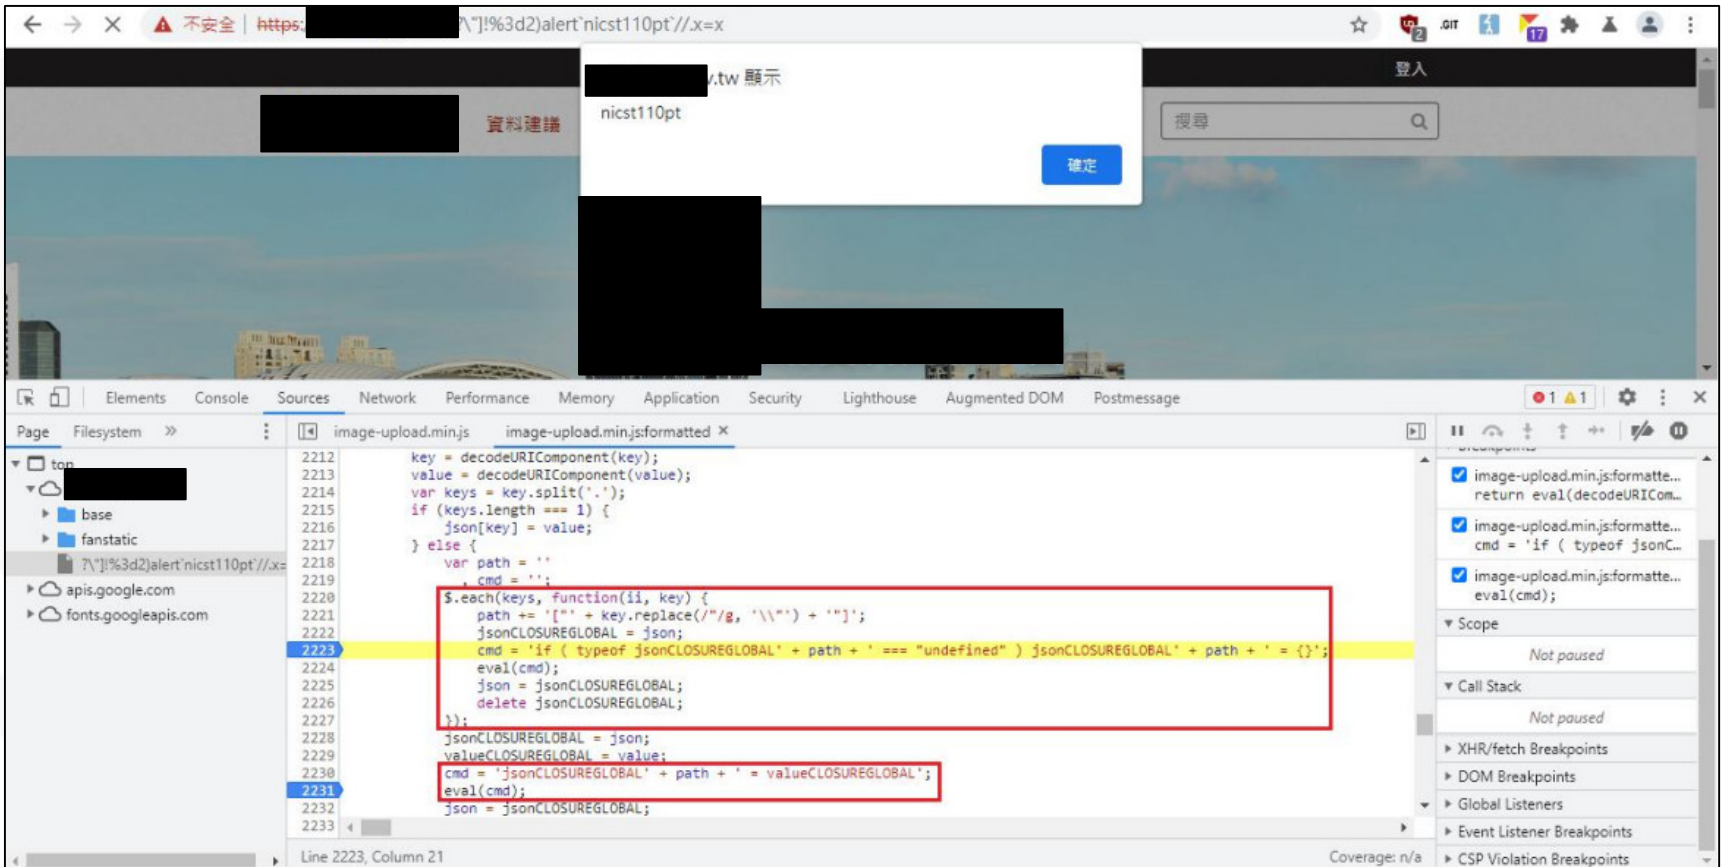 不安全 | https: ?\"]!%3d2)alert`nicst110pt`//.x=x
2 .GIT 17
v.tw 顯示
登入
nicst110pt
資料建議
搜尋
確定
Elements Console Sources Network Performance Memory Application Security Lighthouse Augmented DOM Postmessage 1 1
Page Filesystem » image-upload.min.js image-upload.min.js:formatted ×
top
base
fanstatic
?\"]!%3d2)alert`nicst110pt`//.x=
apis.google.com
fonts.googleapis.com
2212 key = decodeURIComponent(key);
2213 value = decodeURIComponent(value);
2214 var keys = key.split('.');
2215 if (keys.length === 1) {
2216 json[key] = value;
2217 } else {
2218 var path = ''
2219 , cmd = '';
2220 $.each(keys, function(ii, key) {
2221 path += '["' + key.replace(/"/g, '\\"') + '"]';
2222 jsonCLOSUREGLOBAL = json;
2223 cmd = 'if ( typeof jsonCLOSUREGLOBAL' + path + ' === "undefined" ) jsonCLOSUREGLOBAL' + path + ' = {}';
2224 eval(cmd);
2225 json = jsonCLOSUREGLOBAL;
2226 delete jsonCLOSUREGLOBAL;
2227 });
2228 jsonCLOSUREGLOBAL = json;
2229 valueCLOSUREGLOBAL = value;
2230 cmd = 'jsonCLOSUREGLOBAL' + path + ' = valueCLOSUREGLOBAL';
2231 eval(cmd);
2232 json = jsonCLOSUREGLOBAL;
2233
Line 2223, Column 21 Coverage: n/a
Breakpoints
image-upload.min.js:formatte...
return eval(decodeURICom...
image-upload.min.js:formatte...
cmd = 'if ( typeof jsonC...
image-upload.min.js:formatte...
eval(cmd);
Scope
Not paused
Call Stack
Not paused
XHR/fetch Breakpoints
DOM Breakpoints
Global Listeners
Event Listener Breakpoints
CSP Violation Breakpoints